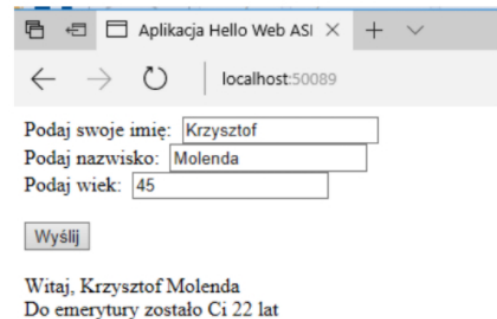 Aplikacja Hello Web ASI
localhost:50089
Podaj swoje imię: Krzysztof
Podaj nazwisko: Molenda
Podaj wiek: 45
Wyślij
Witaj, Krzysztof Molenda
Do emerytury zostało Ci 22 lat